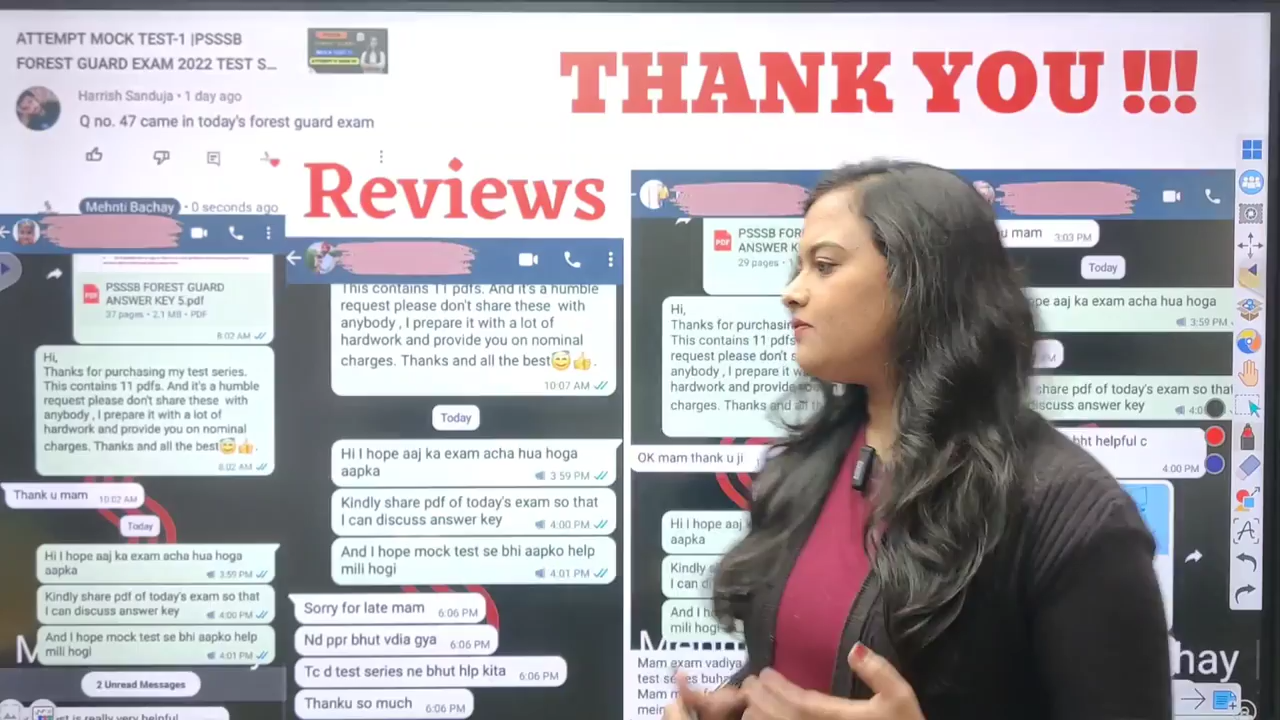 ATTEMPT MOCK TEST-1 |PSSSB
FOREST GUARD EXAM 2022 TEST S...
Harrish Sanduja • 1 day ago
Q no. 47 came in today's forest guard exam
Mehnti Bachay • 0 seconds ago
THANK YOU !!!
Reviews
PDF
PSSSB FOREST GUARD
ANSWER KEY 5.pdf
37 pages • 2.1 MB • PDF
8:02 AM
Hi,
Thanks for purchasing my test series.
This contains 11 pdfs. And it's a humble
request please don't share these with
anybody , I prepare it with a lot of
hardwork and provide you on nominal
charges. Thanks and all the best😅👍.
8:02 AM
Thank u mam 10:02 AM
Today
Hi I hope aaj ka exam acha hua hoga
aapka
3:59 PM
Kindly share pdf of today's exam so that
I can discuss answer key
4:00 PM
And I hope mock test se bhi aapko help
mili hogi
4:01 PM
2 Unread Messages
This contains 11 pdfs. And it's a humble
request please don't share these with
anybody , I prepare it with a lot of
hardwork and provide you on nominal
charges. Thanks and all the best😅👍.
10:07 AM
Today
Hi I hope aaj ka exam acha hua hoga
aapka
3:59 PM
Kindly share pdf of today's exam so that
I can discuss answer key
4:00 PM
And I hope mock test se bhi aapko help
mili hogi
4:01 PM
Sorry for late mam 6:06 PM
Nd ppr bhut vdia gya 6:06 PM
Tc d test series ne bhut hlp kita 6:06 PM
Thanku so much 6:06 PM
PDF
PSSSB FOR
ANSWER K
29 pages •
Hi,
Thanks for purchasin
This contains 11 pdfs
request please don't s
anybody , I prepare it w
hardwork and provide
charges. Thanks and all th
OK mam thank u ji
Hi I hope aaj
aapka
Kindly s
I can d
And I h
mili hogi
Mam exam vadiya
test series buha
Mam m
mein
u mam 3:03 PM
Today
ope aaj ka exam acha hua hoga
3:59 PM
share pdf of today's exam so that
iscuss answer key
bht helpful c
4:00 PM
hay